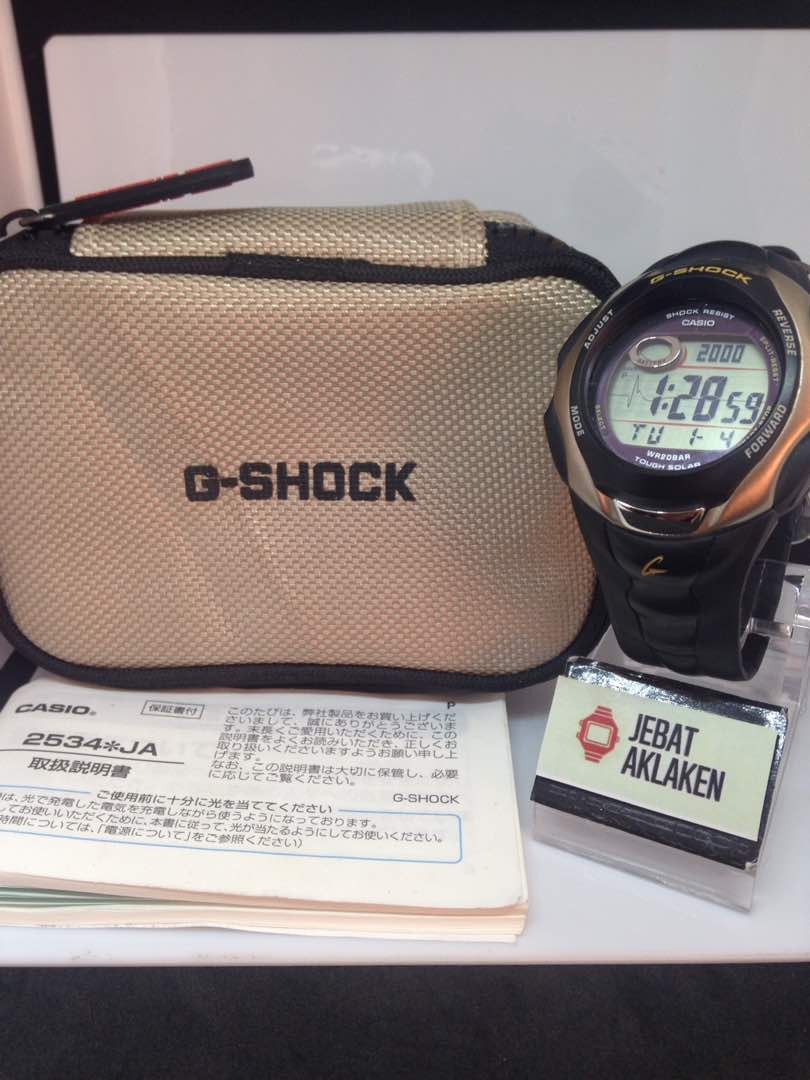 G-SHOCK
G-SHOCK
SHOCK RESIST
CASIO
ADJUST
REVERSE
SPLIT-RESET
BATTERY
2000
P
1:28 59
TU 1-4
MODE
SELECT
FORWARD
WR20BAR
TOUGH SOLAR
G
JEBAT
AKLAKEN
CASIO®
保証書付
2534*JA
取扱説明書
P
このたびは、弊社製品をお買い上げくだ
さいまして、誠にありがとうございま
す。末長くご愛用いただくために、この
説明書をよくお読みいただき、正しくお
取り扱いくださいますようお願い申し上
げます。
なお、この説明書は大切に保管し、必要
に応じてご覧ください。
G-SHOCK
ご使用前に十分に光を当ててください
は、光で発電した電気を充電しながら使うようになっております。
してお使いいただくために、本書に従って、光が当たるようにしてお使いください。
時間については、「電源について」をご参照ください)